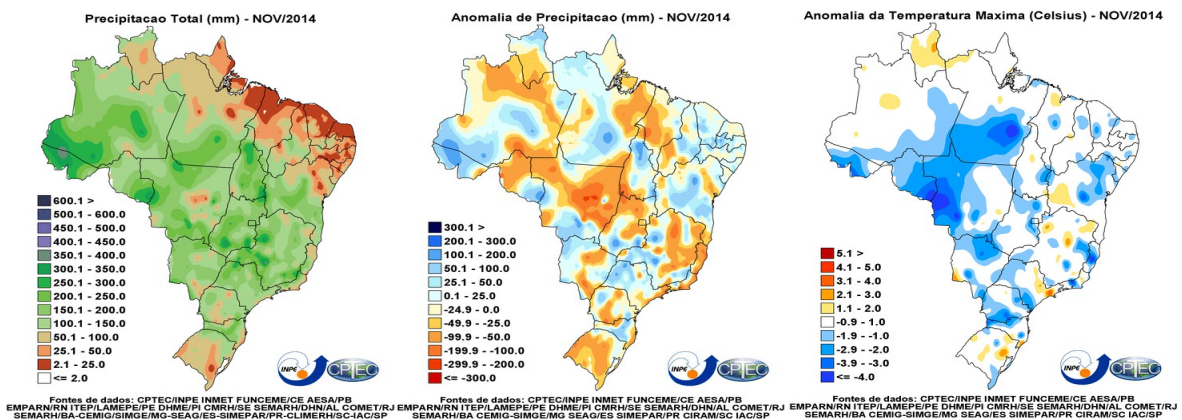 Precipitacao Total (mm) - NOV/2014
600.1 >
500.1 - 600.0
450.1 - 500.0
400.1 - 450.0
350.1 - 400.0
300.1 - 350.0
250.1 - 300.0
200.1 - 250.0
150.1 - 200.0
100.1 - 150.0
50.1 - 100.0
25.1 - 50.0
2.1 - 25.0
<= 2.0
INPE
CPTEC
Fontes de dados: CPTEC/INPE INMET FUNCEME/CE AESA/PB
EMPARN/RN ITEP/LAMEPE/PE DHME/PI CMRH/SE SEMARH/DHN/AL COMET/RJ
SEMARH/BA-CEMIG/SIMGE/MG-SEAG/ES-SIMEPAR/PR-CLIMERH/SC-IAC/SP
Anomalia de Precipitacao (mm) - NOV/2014
300.1 >
200.1 - 300.0
100.1 - 200.0
50.1 - 100.0
25.1 - 50.0
0.1 - 25.0
-24.9 - 0.0
-49.9 - -25.0
-99.9 - -50.0
-199.9 - -100.0
-299.9 - -200.0
<= -300.0
INPE
CPTEC
Fontes de dados: CPTEC/INPE INMET FUNCEME/CE AESA/PB
EMPARN/RN ITEP/LAMEPE/PE DHME/PI CMRH/SE SEMARH/DHN/AL COMET/RJ
SEMARH/BA CEMIG-SIMGE/MG SEAG/ES SIMEPAR/PR CIRAM/SC IAC/SP
Anomalia da Temperatura Maxima (Celsius) - NOV/2014
5.1 >
4.1 - 5.0
3.1 - 4.0
2.1 - 3.0
1.1 - 2.0
-0.9 - 1.0
-1.9 - -1.0
-2.9 - -2.0
-3.9 - -3.0
<= -4.0
INPE
CPTEC
Fontes de dados: CPTEC/INPE INMET FUNCEME/CE AESA/PB
EMPARN/RN ITEP/LAMEPE/PE DHME/PI CMRH/SE SEMARH/DHN/AL COMET/RJ
SEMARH/BA CEMIG-SIMGE/MG SEAG/ES SIMEPAR/PR CIRAM/SC IAC/SP